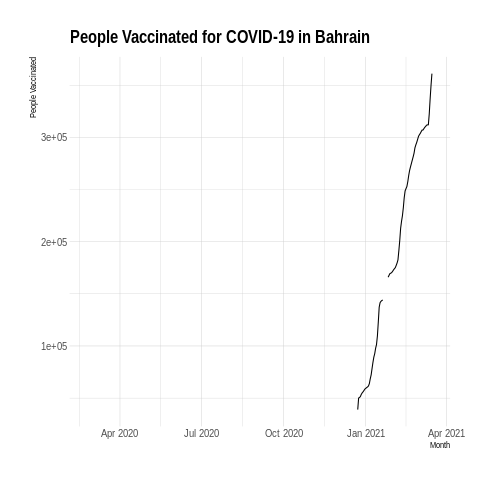 People Vaccinated for COVID-19 in Bahrain
People Vaccinated
3e+05
2e+05
1e+05
Apr 2020 Jul 2020 Oct 2020 Jan 2021 Apr 2021
Month